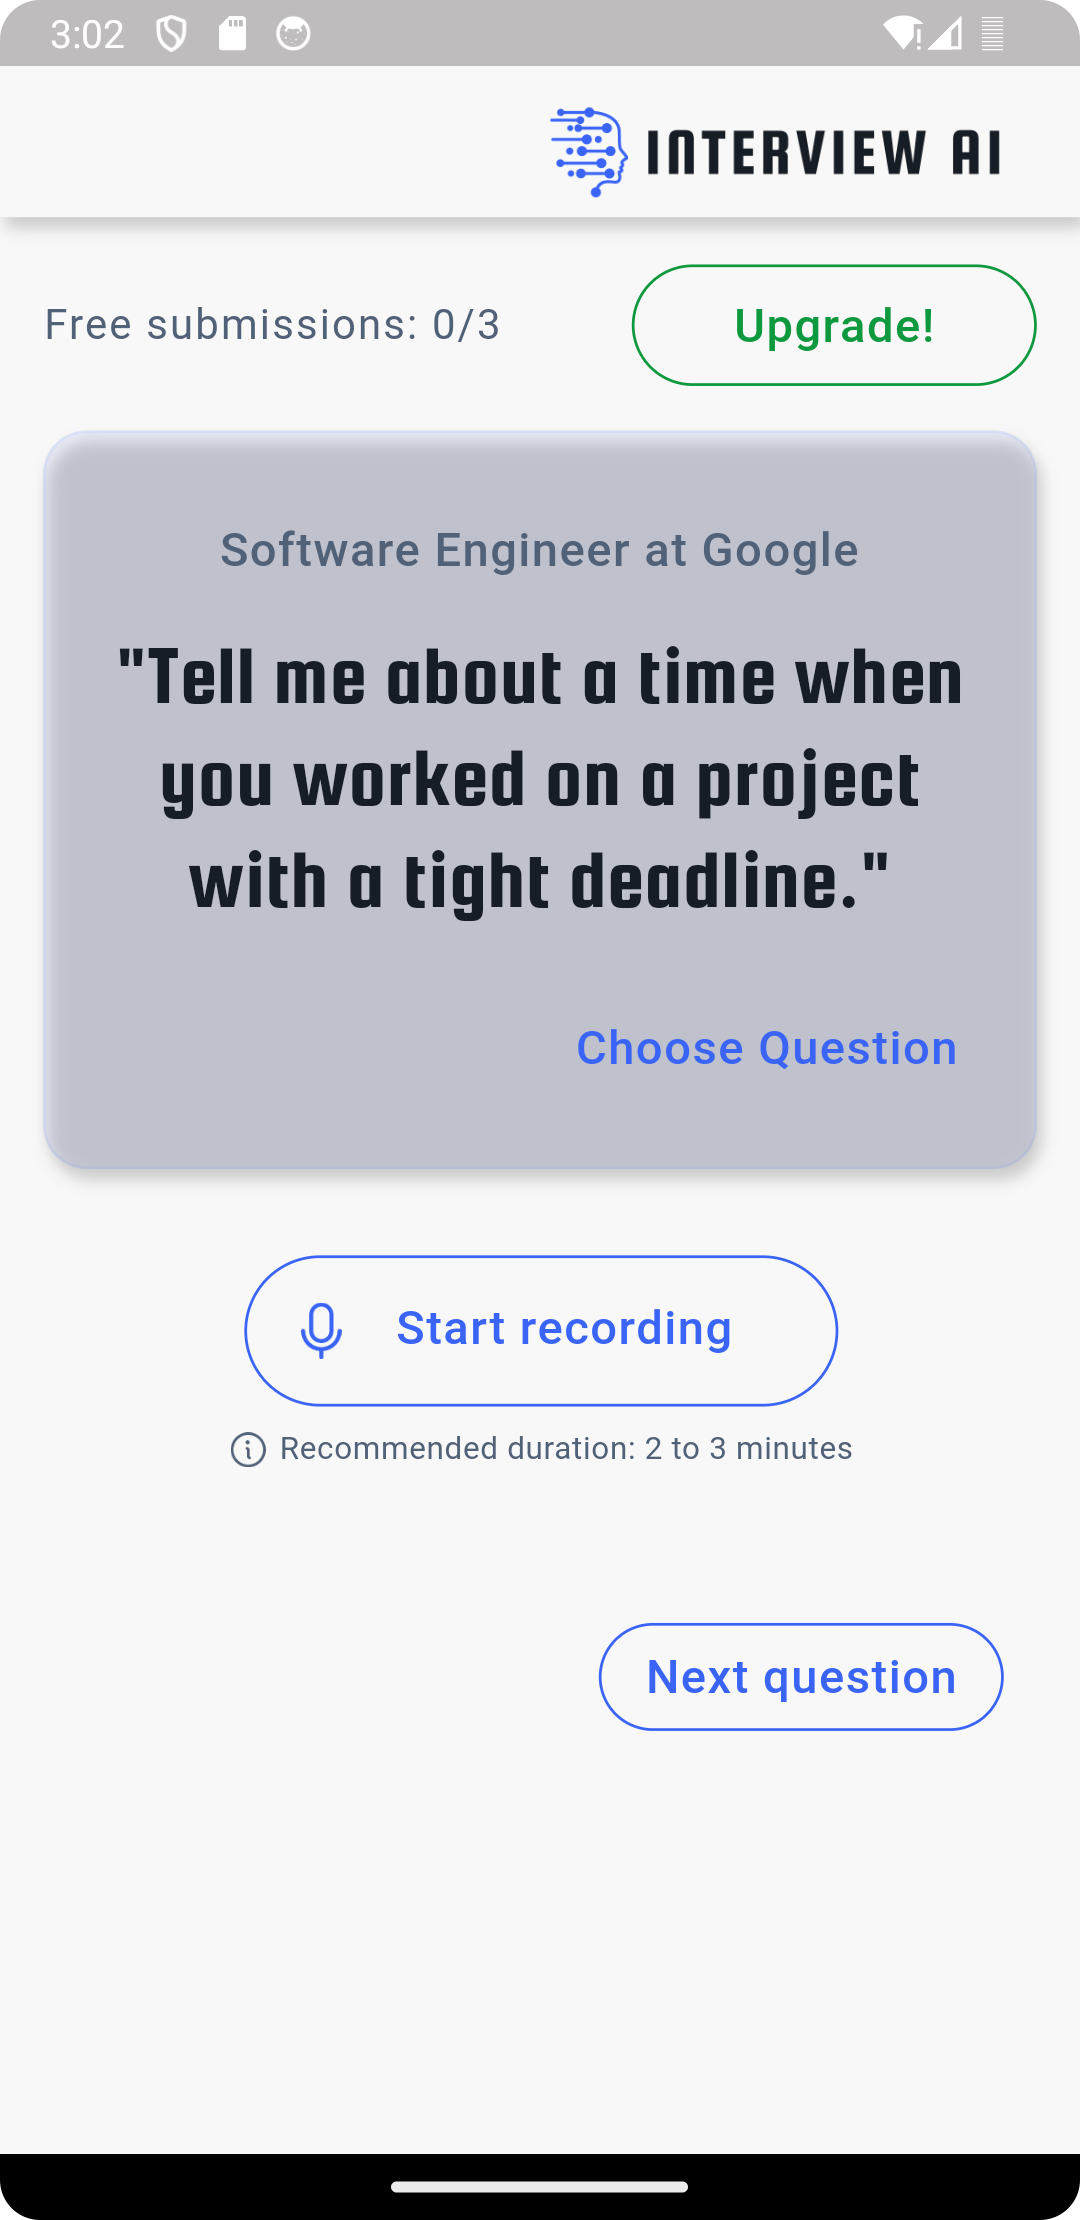 3:02
INTERVIEW AI
Free submissions: 0/3
Upgrade!
Software Engineer at Google
"Tell me about a time when
you worked on a project
with a tight deadline."
Choose Question
Start recording
Recommended duration: 2 to 3 minutes
Next question